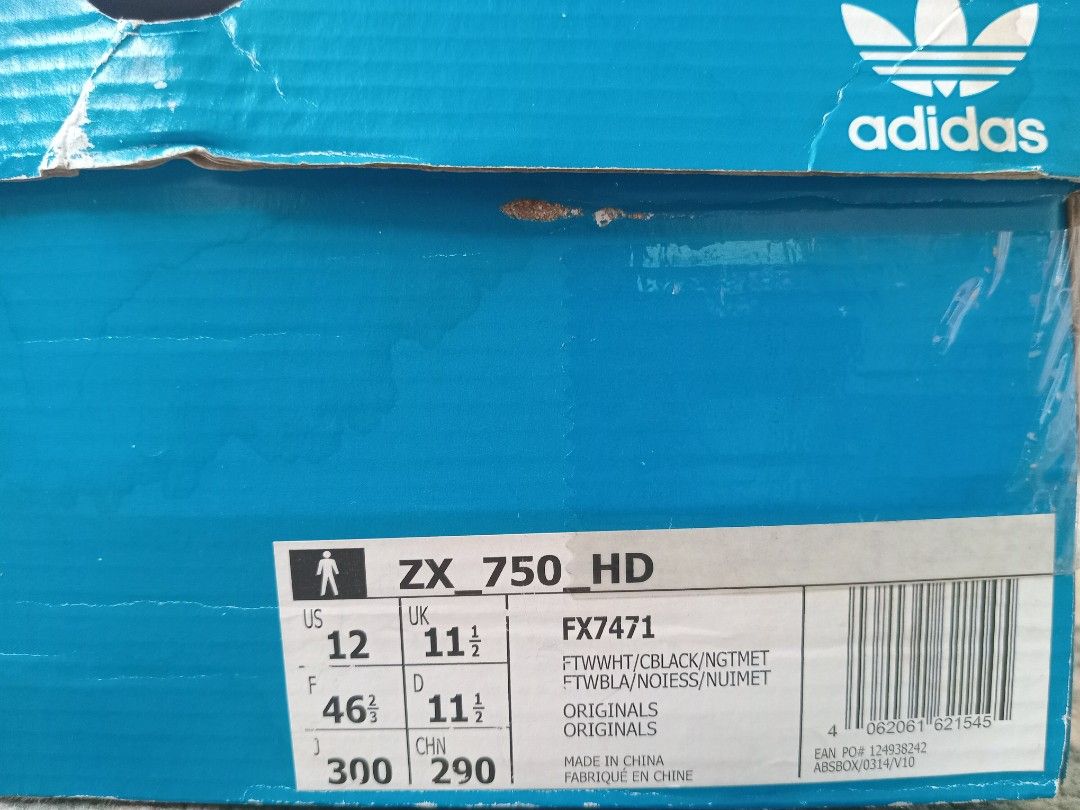 adidas
ZX_750_HD
US 12 UK 11 1/2
F 46 2/3 D 11 1/2
J 300 CHN 290
FX7471
FTWWHT/CBLACK/NGTMET
FTWBLA/NOIESS/NUIMET
ORIGINALS
ORIGINALS
MADE IN CHINA
FABRIQUÉ EN CHINE
4 062061 621545
EAN PO# 124938242
ABSBOX/0314/V10